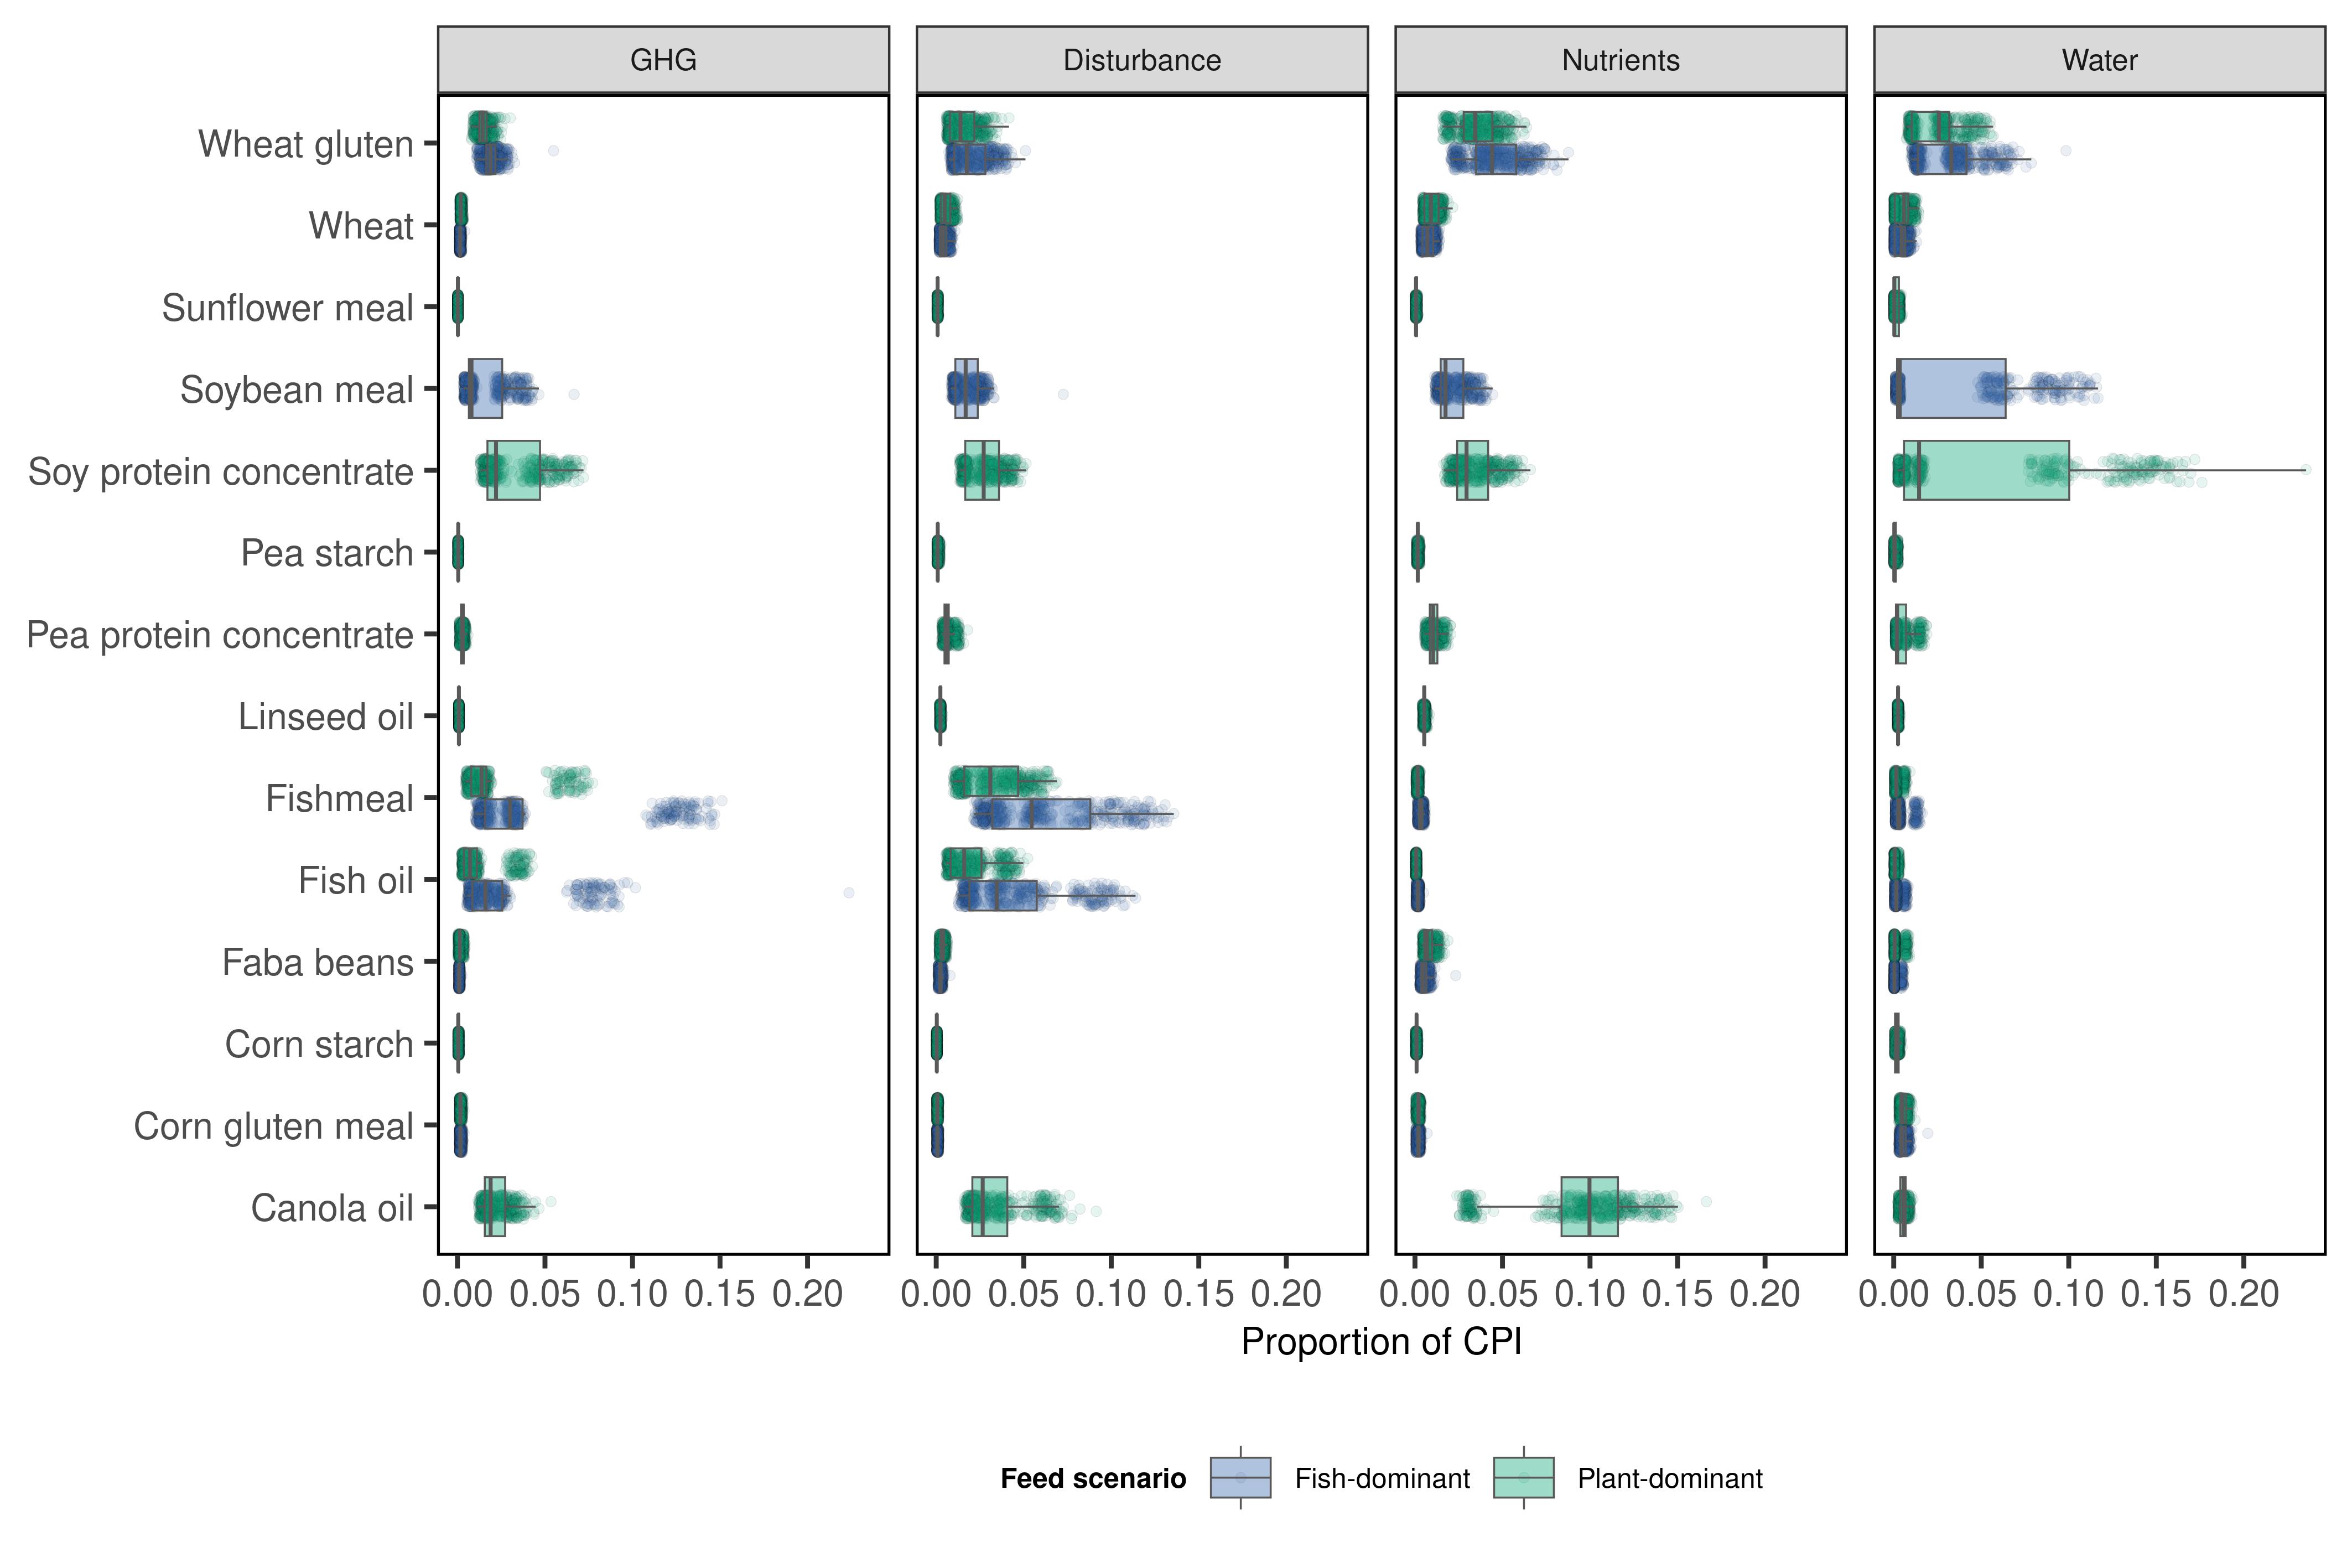 GHG Disturbance Nutrients Water
Wheat gluten
Wheat
Sunflower meal
Soybean meal
Soy protein concentrate
Pea starch
Pea protein concentrate
Linseed oil
Fishmeal
Fish oil
Faba beans
Corn starch
Corn gluten meal
Canola oil
0.00 0.05 0.10 0.15 0.20 0.00 0.05 0.10 0.15 0.20 0.00 0.05 0.10 0.15 0.20 0.00 0.05 0.10 0.15 0.20
Proportion of CPI
Feed scenario Fish-dominant Plant-dominant